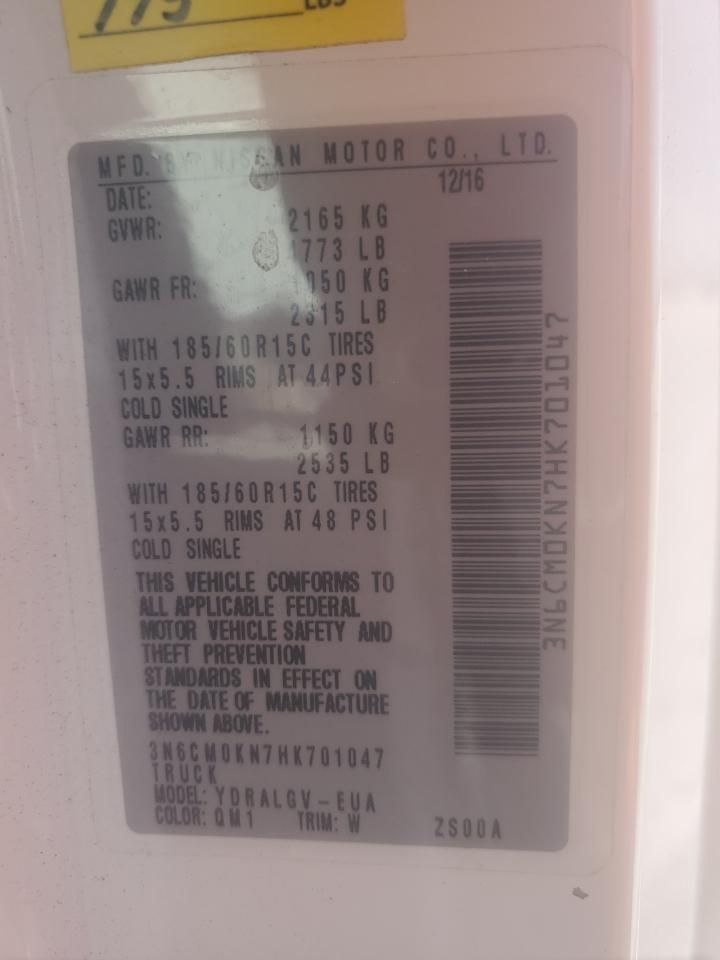 775 LBS
MFD. BY NISSAN MOTOR CO., LTD.
DATE: 12/16
GVWR: 2165 KG
4773 LB
GAWR FR: 1050 KG
2315 LB
WITH 185/60R15C TIRES
15x5.5 RIMS AT 44PSI
COLD SINGLE
GAWR RR: 1150 KG
2535 LB
WITH 185/60R15C TIRES
15x5.5 RIMS AT 48 PSI
COLD SINGLE
THIS VEHICLE CONFORMS TO
ALL APPLICABLE FEDERAL
MOTOR VEHICLE SAFETY AND
THEFT PREVENTION
STANDARDS IN EFFECT ON
THE DATE OF MANUFACTURE
SHOWN ABOVE.
3N6CM0KN7HK701047
TRUCK
MODEL: YDRALGV-EUA
COLOR: QM1 TRIM: W ZS00A
3N6CM0KN7HK701047